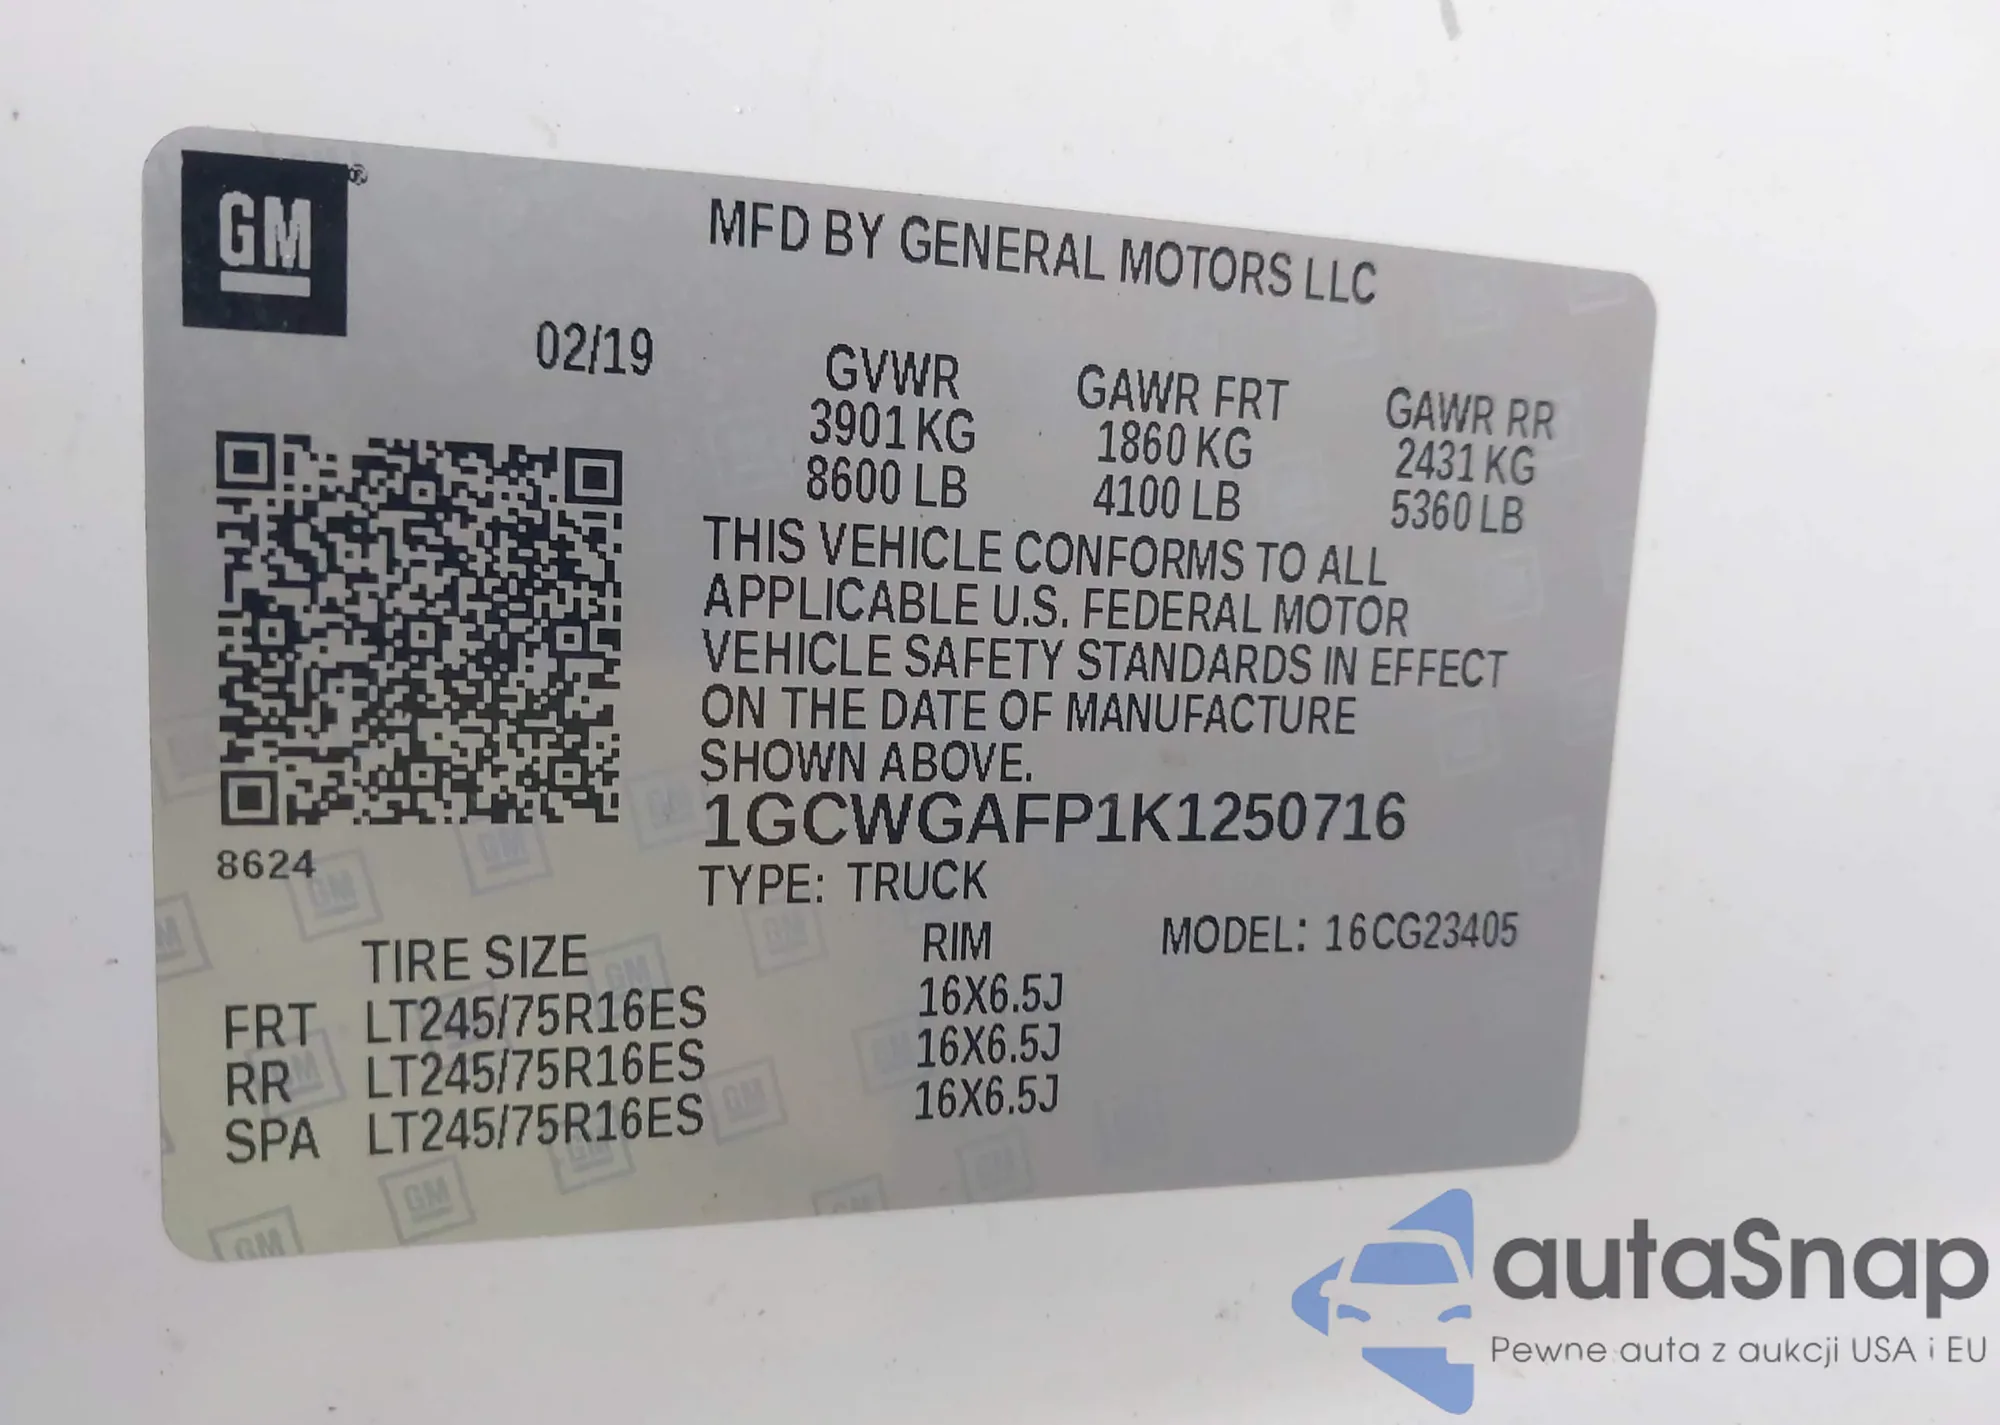 GM®
MFD BY GENERAL MOTORS LLC
02/19
GVWR GAWR FRT GAWR RR
3901 KG 1860 KG 2431 KG
8600 LB 4100 LB 5360 LB
THIS VEHICLE CONFORMS TO ALL
APPLICABLE U.S. FEDERAL MOTOR
VEHICLE SAFETY STANDARDS IN EFFECT
ON THE DATE OF MANUFACTURE
SHOWN ABOVE.
1GCWGAFP1K1250716
8624
TYPE: TRUCK
TIRE SIZE RIM MODEL: 16CG23405
FRT LT245/75R16ES 16X6.5J
RR LT245/75R16ES 16X6.5J
SPA LT245/75R16ES 16X6.5J
autaSnap
Pewne auta z aukcji USA i EU